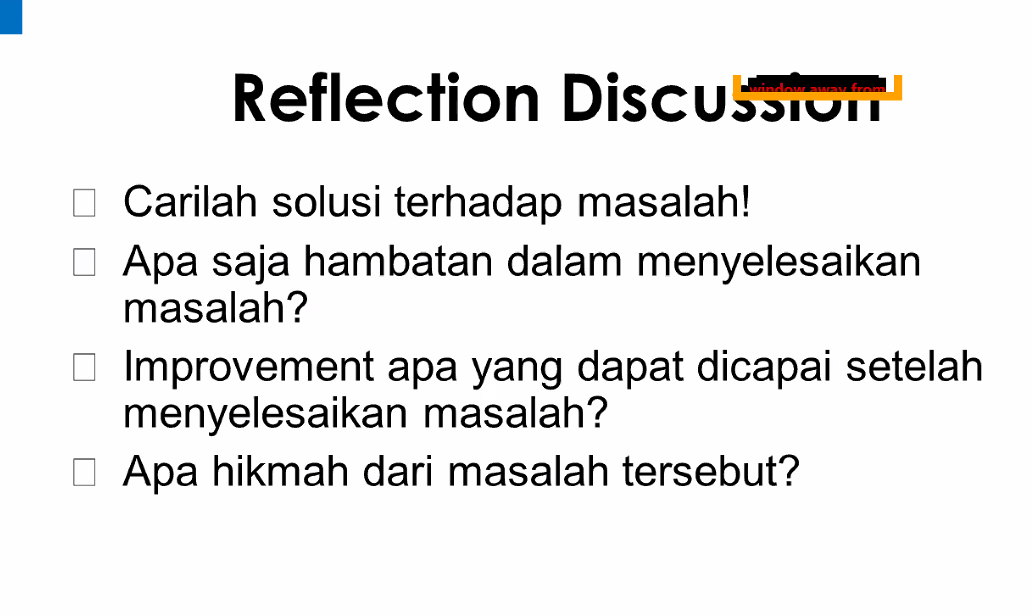 Reflection Discussion
window away from
Carilah solusi terhadap masalah!
Apa saja hambatan dalam menyelesaikan
masalah?
Improvement apa yang dapat dicapai setelah
menyelesaikan masalah?
Apa hikmah dari masalah tersebut?